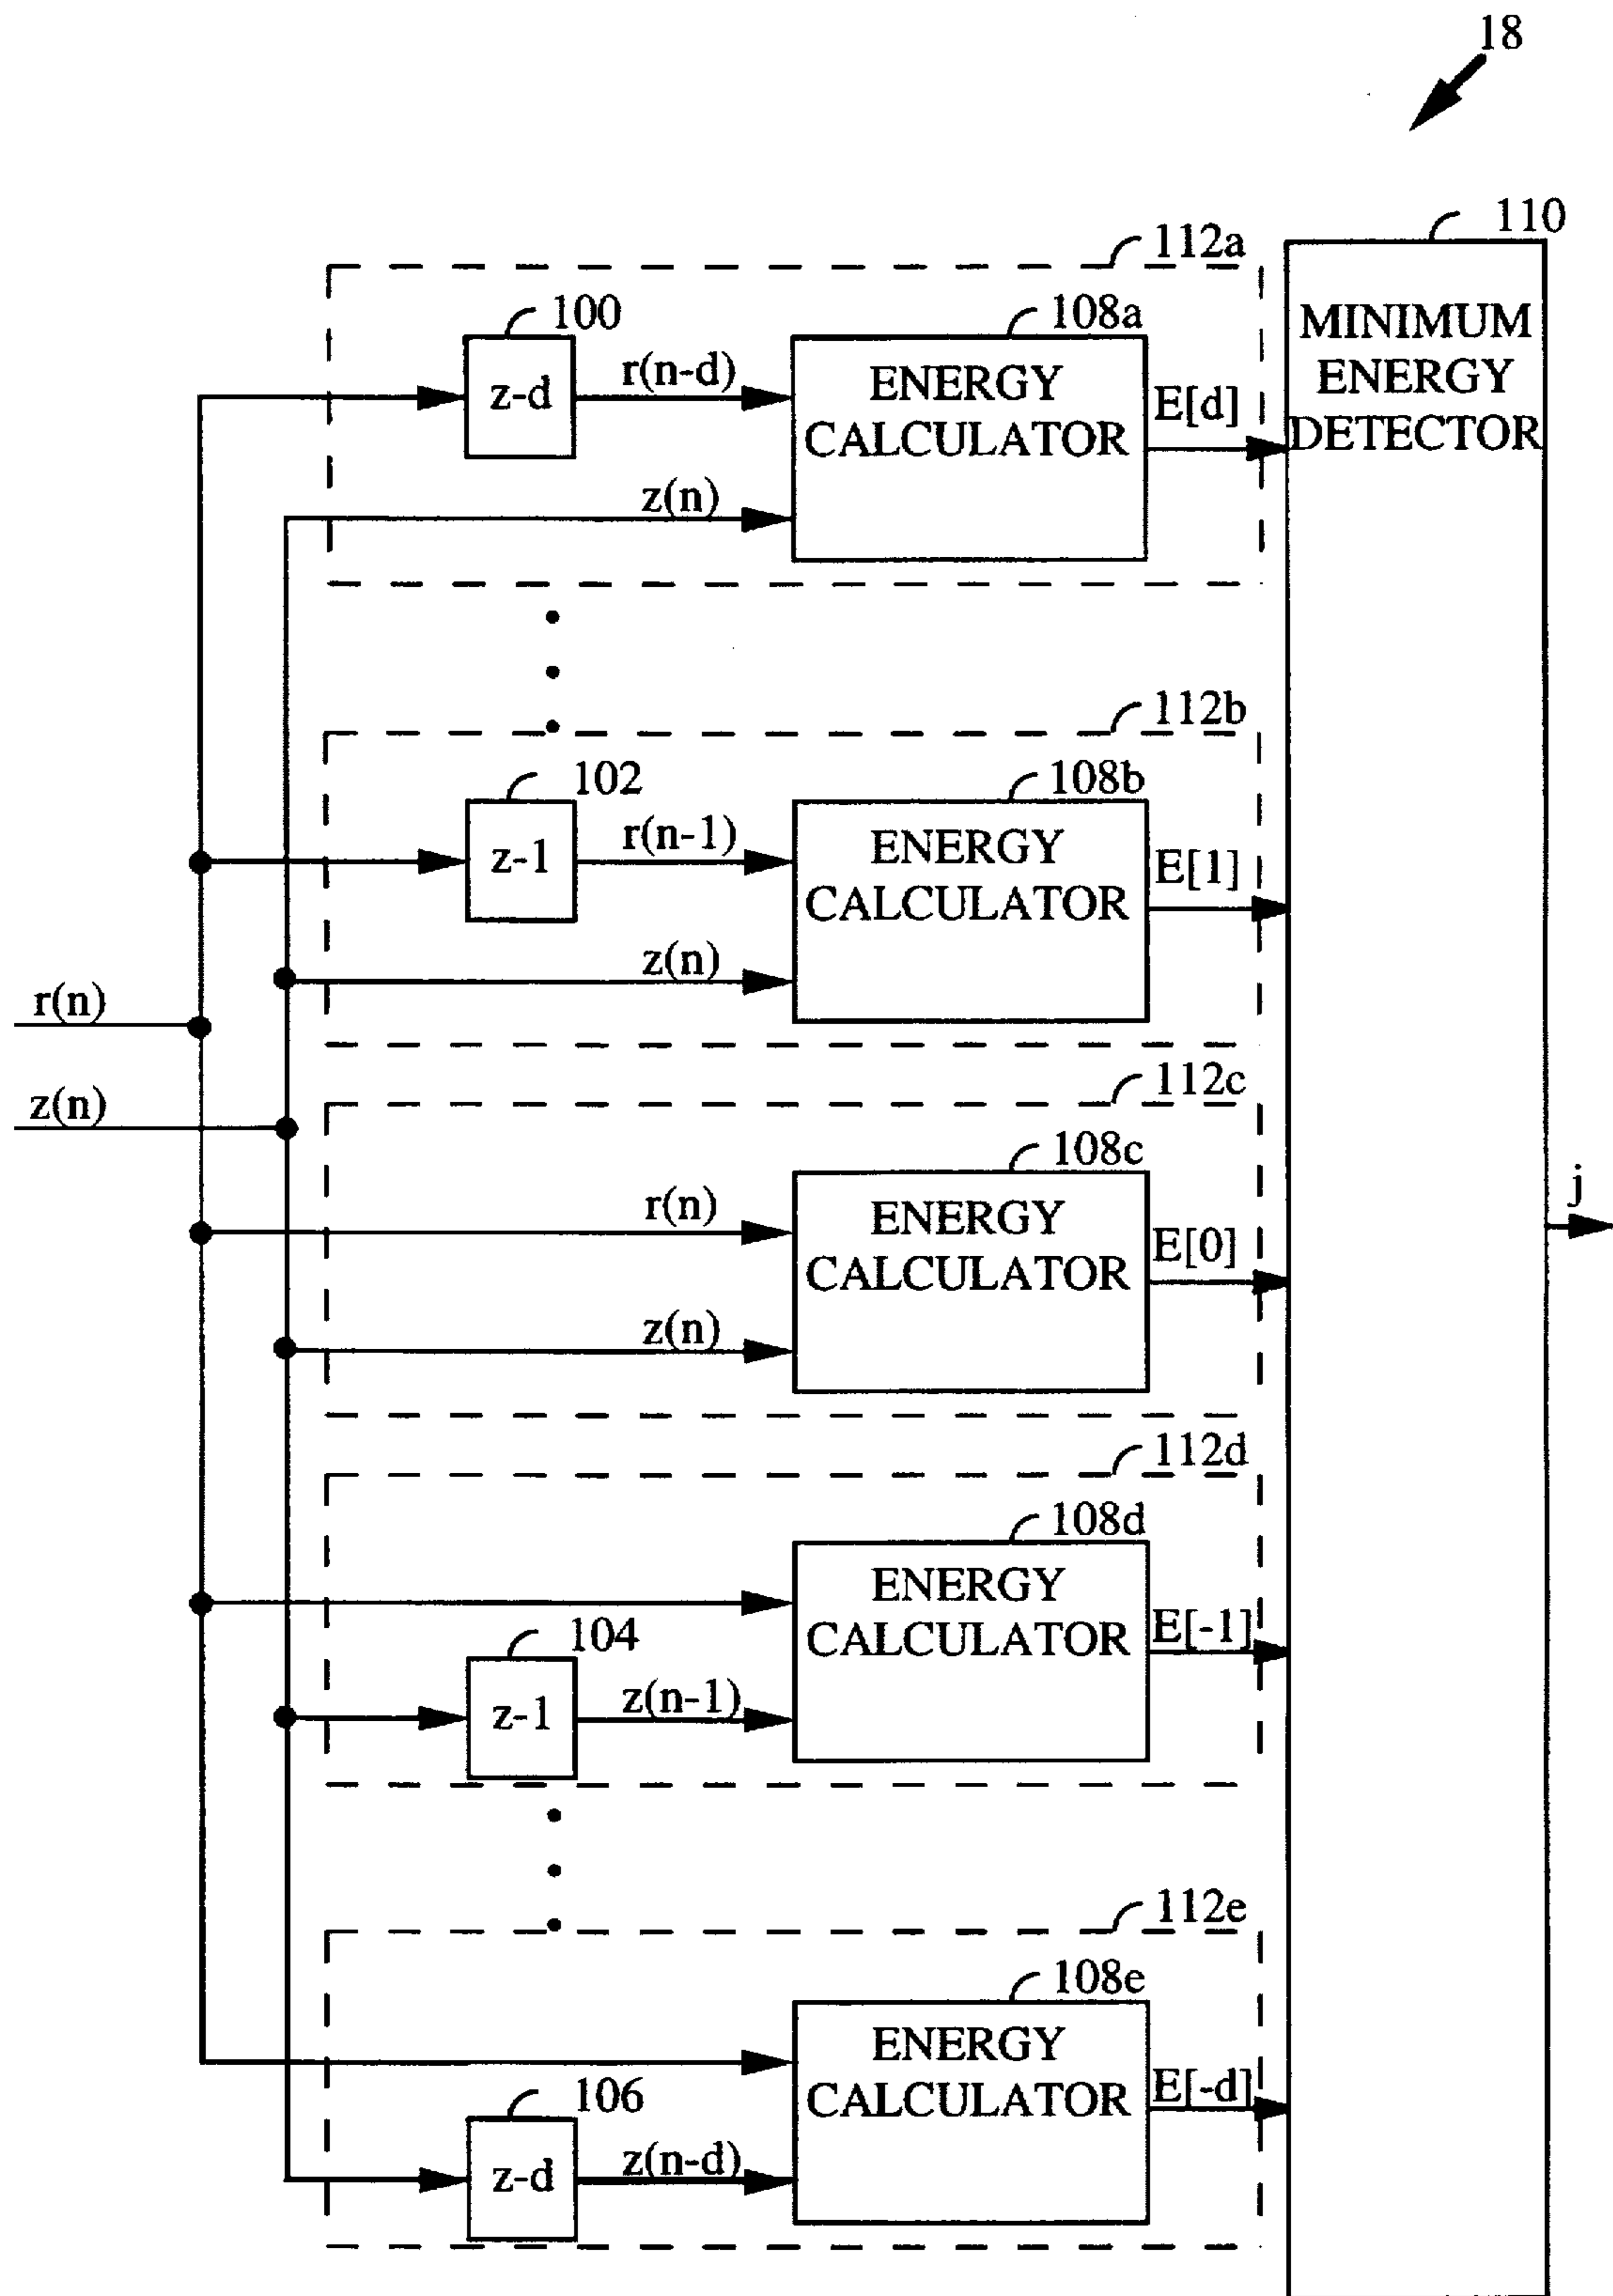 18
110
112a
100
108a
MINIMUM
ENERGY
DETECTOR
z-d
r(n-d)
ENERGY
CALCULATOR
E[d]
z(n)
112b
102
108b
z-1
r(n-1)
ENERGY
CALCULATOR
E[1]
z(n)
r(n)
z(n)
112c
108c
r(n)
ENERGY
CALCULATOR
E[0]
j
z(n)
112d
108d
ENERGY
CALCULATOR
E[-1]
104
z-1
z(n-1)
112e
108e
ENERGY
CALCULATOR
E[-d]
106
z-d
z(n-d)